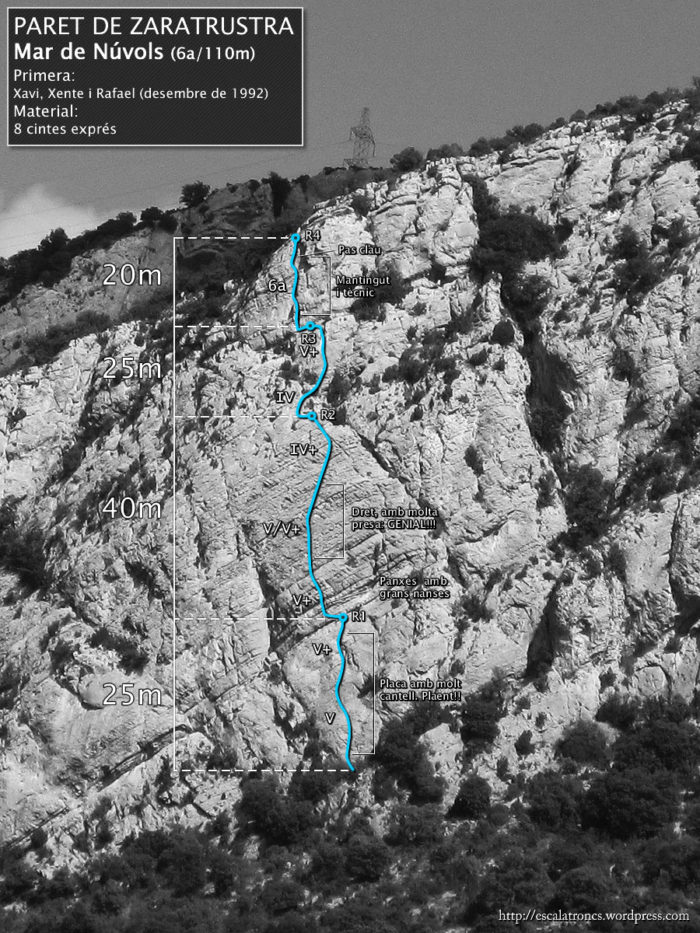 PARET DE ZARATRUSTRA
Mar de Núvols (6a/110m)
Primera:
Xavi, Xente i Rafael (desembre de 1992)
Material:
8 cintes exprés
R4
Pas clau
20m
6a
Mantingut
i tècnic
R3
V+
25m
IV
R2
IV+
40m
Dret, amb molta
presa: GENIAL!!!
V/V+
Panxes amb
grans nanses
V+
R1
V+
25m
Placa amb molt
cantell. Plaent!!
V
http://escalatroncs.wordpress.com